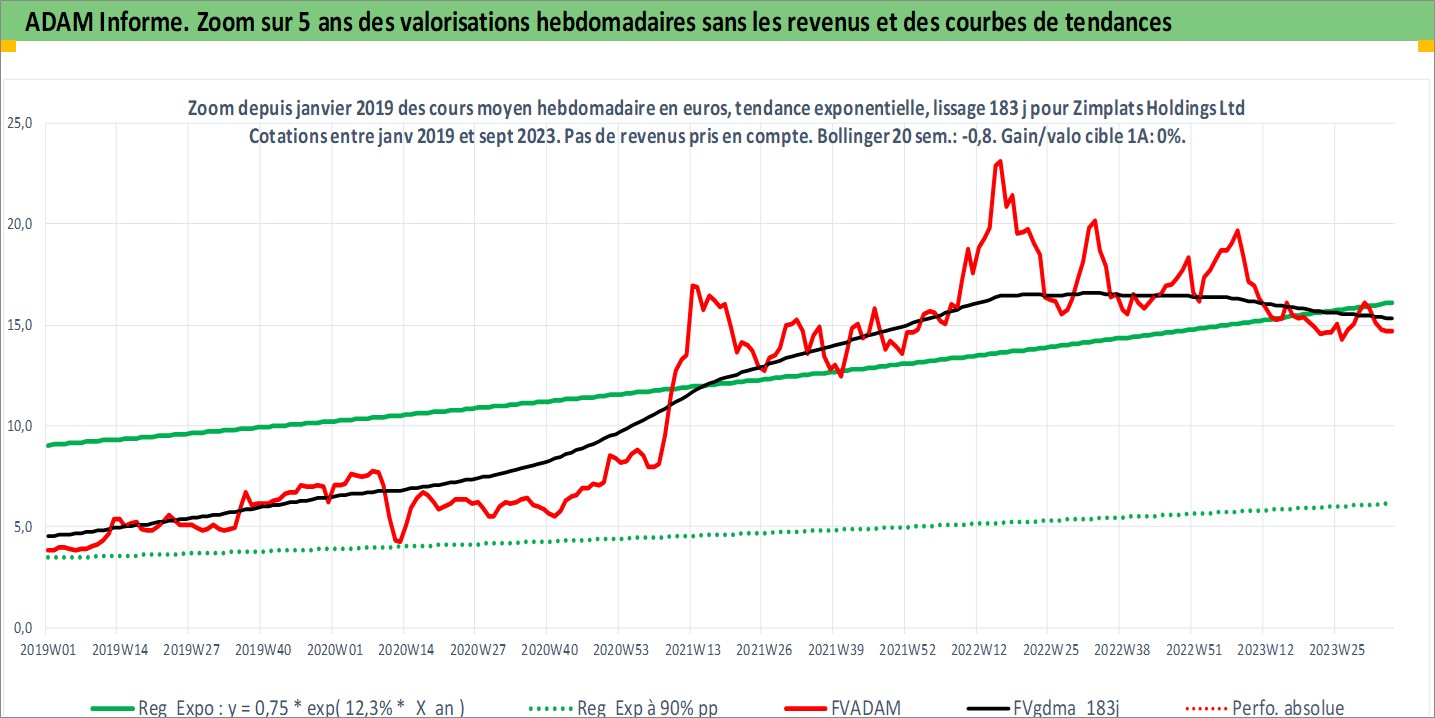 ADAM Informe. Zoom sur 5 ans des valorisations hebdomadaires sans les revenus et des courbes de tendances
Zoom depuis janvier 2019 des cours moyen hebdomadaire en euros, tendance exponentielle, lissage 183 j pour Zimplats Holdings Ltd
Cotations entre janv 2019 et sept 2023. Pas de revenus pris en compte. Bollinger 20 sem.: -0,8. Gain/valo cible 1A: 0%.
25,0
20,0
15,0
10,0
5,0
0,0
2019W01 2019W14 2019W27 2019W40 2020W01 2020W14 2020W27 2020W40 2020W53 2021W13 2021W26 2021W39 2021W52 2022W12 2022W25 2022W38 2022W51 2023W12 2023W25
Reg Expo : y = 0,75 * exp( 12,3% * X an ) Reg Exp à 90% pp FVADAM FVgdma 183j Perfo. absolue